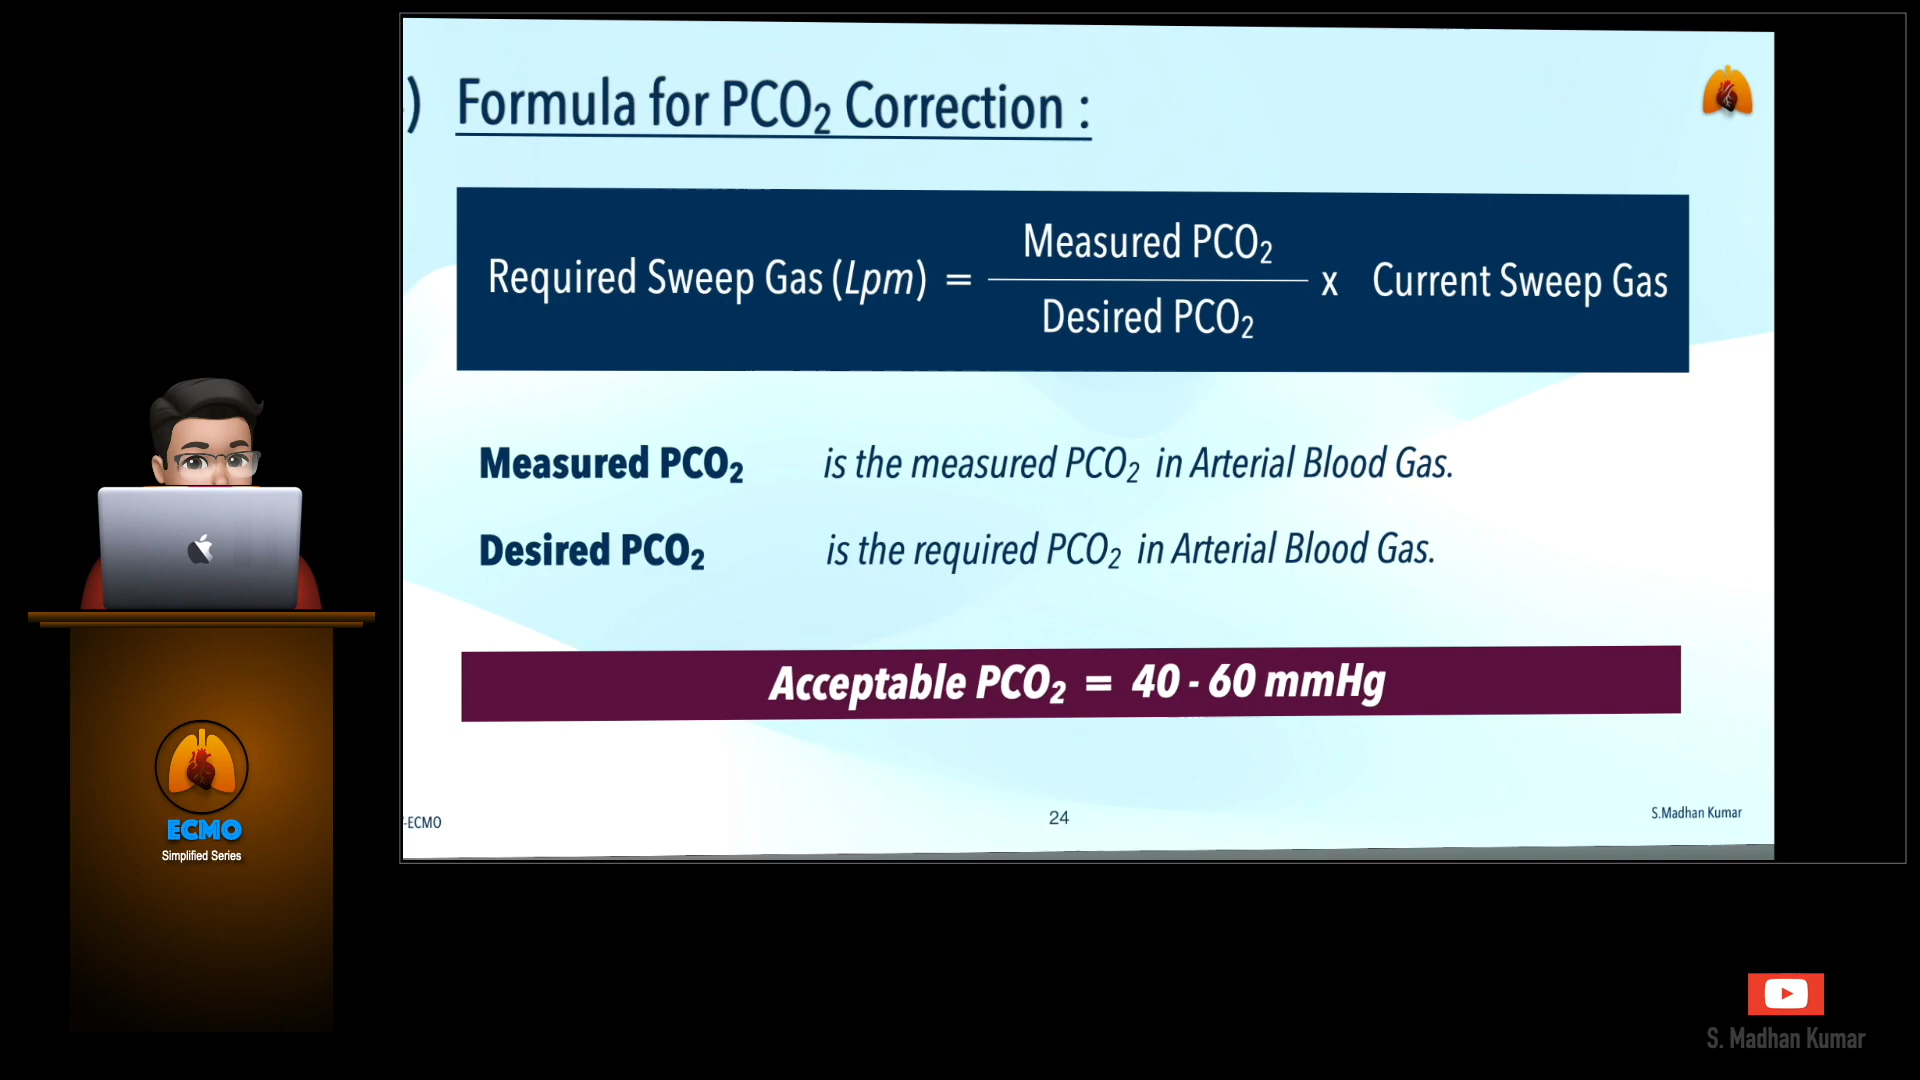 ) Formula for PCO₂ Correction :
Required Sweep Gas (Lpm) = Measured PCO₂ / Desired PCO₂ x Current Sweep Gas
Measured PCO₂ is the measured PCO₂ in Arterial Blood Gas.
Desired PCO₂ is the required PCO₂ in Arterial Blood Gas.
Acceptable PCO₂ = 40 - 60 mmHg
-ECMO 24 S.Madhan Kumar
ECMO
Simplified Series
S. Madhan Kumar